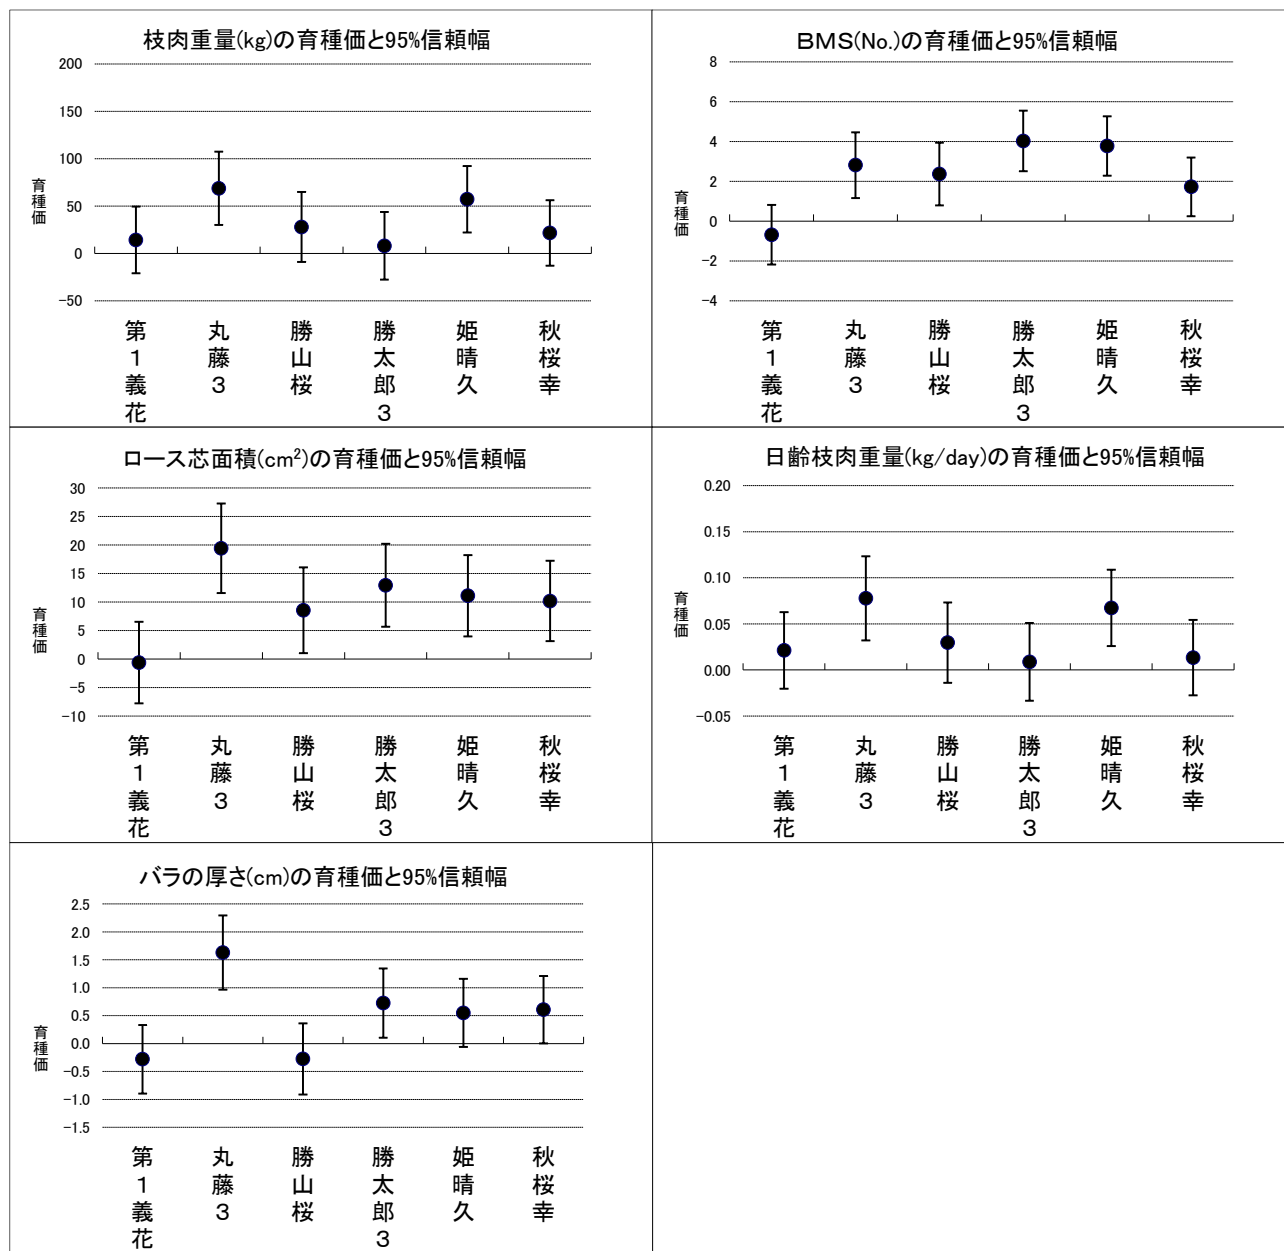 枝肉重量(kg)の育種価と95%信頼幅
200
150
100
50
0
-50
育種価
第1義花
丸藤3
勝山桜
勝太郎3
姫晴久
秋桜幸
BMS(No.)の育種価と95%信頼幅
8
6
4
2
0
-2
-4
育種価
第1義花
丸藤3
勝山桜
勝太郎3
姫晴久
秋桜幸
ロース芯面積(cm²)の育種価と95%信頼幅
30
25
20
15
10
5
0
-5
-10
育種価
第1義花
丸藤3
勝山桜
勝太郎3
姫晴久
秋桜幸
日齢枝肉重量(kg/day)の育種価と95%信頼幅
0.20
0.15
0.10
0.05
0.00
-0.05
育種価
第1義花
丸藤3
勝山桜
勝太郎3
姫晴久
秋桜幸
バラの厚さ(cm)の育種価と95%信頼幅
2.5
2.0
1.5
1.0
0.5
0.0
-0.5
-1.0
-1.5
育種価
第1義花
丸藤3
勝山桜
勝太郎3
姫晴久
秋桜幸